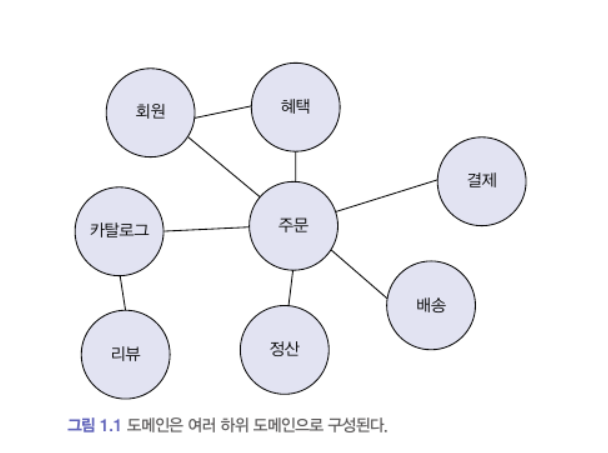 회원
혜택
결제
카탈로그
주문
배송
리뷰
정산
그림 1.1 도메인은 여러 하위 도메인으로 구성된다.